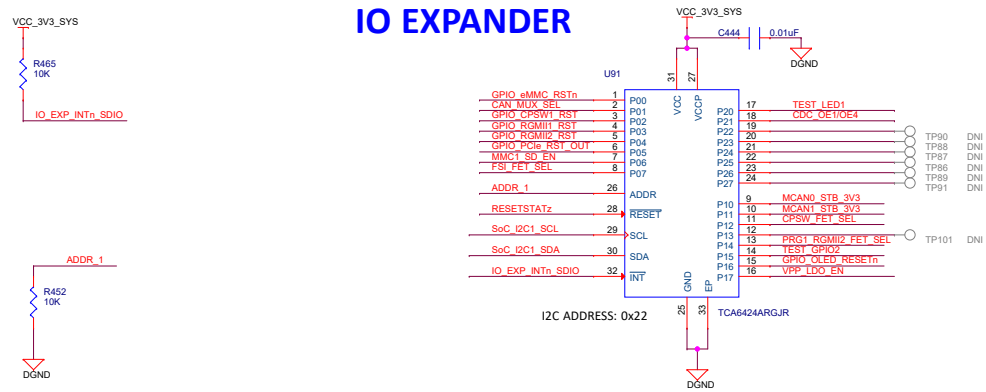 IO EXPANDER
VCC_3V3_SYS
R465
10K
IO_EXP_INTn_SDIO
ADDR_1
R452
10K
DGND
VCC_3V3_SYS
C444 0.01uF
DGND
U91
31 27
VCC VCCP
GPIO_eMMC_RSTn 1 P00
CAN_MUX_SEL 2 P01
GPIO_CPSW1_RST 3 P02
GPIO_RGMII1_RST 4 P03
GPIO_RGMII2_RST 5 P04
GPIO_PCIe_RST_OUT 6 P05
MMC1_SD_EN 7 P06
FSI_FET_SEL 8 P07
ADDR_1 26 ADDR
RESETSTATz 28 RESET
SoC_I2C1_SCL 29 SCL
SoC_I2C1_SDA 30 SDA
IO_EXP_INTn_SDIO 32 INT
P20 17 TEST_LED1
P21 18 CDC_OE1/OE4
P22 19 TP90 DNI
P23 20 TP88 DNI
P24 21 TP87 DNI
P25 22 TP86 DNI
P26 23 TP89 DNI
P27 24 TP91 DNI
P10 9 MCAN0_STB_3V3
P11 10 MCAN1_STB_3V3
P12 11 CPSW_FET_SEL
P13 12 TP101 DNI
P14 13 PRG1_RGMII2_FET_SEL
P15 14 TEST_GPIO2
P16 15 GPIO_OLED_RESETn
P17 16 VPP_LDO_EN
GND EP
25 33
TCA6424ARGJR
I2C ADDRESS: 0x22
DGND